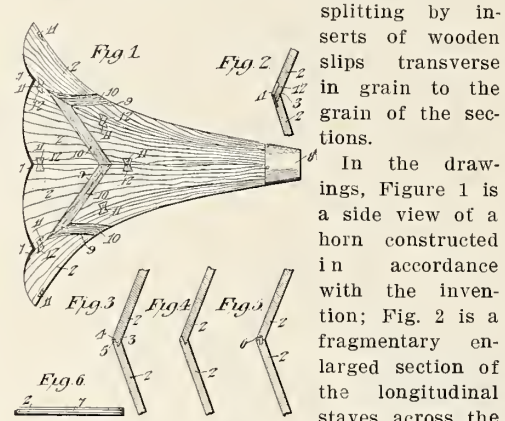 splitting by in-
serts of wooden
slips transverse
in grain to the
grain of the sec-
tions.
In the draw-
ings, Figure 1 is
a side view of a
horn constructed
in accordance
with the inven-
tion; Fig. 2 is a
fragmentary en-
larged section of
the longitudinal
staves across the
Fig. 1
Fig. 2
Fig. 3
Fig. 4
Fig. 5
Fig. 6.